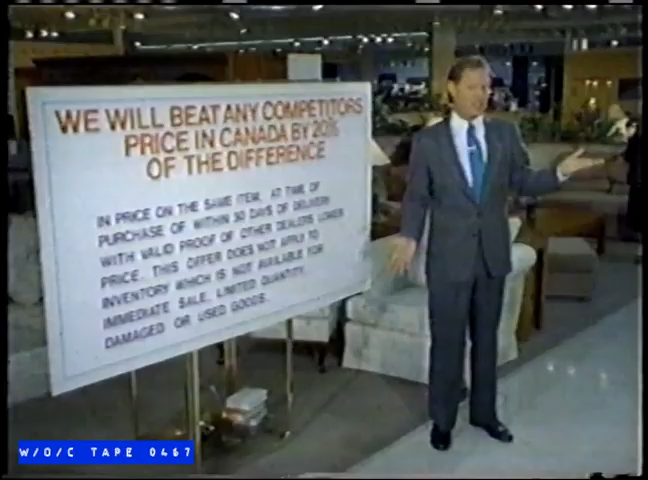 WE WILL BEAT ANY COMPETITORS
PRICE IN CANADA BY 20%
OF THE DIFFERENCE
IN PRICE ON THE SAME ITEM, AT TIME OF
PURCHASE OF WITHIN 30 DAYS OF DELIVERY
WITH VALID PROOF OF OTHER DEALERS LOWER
PRICE. THIS OFFER DOES NOT APPLY TO
INVENTORY WHICH IS NOT AVAILABLE FOR
IMMEDIATE SALE, LIMITED QUANTITY,
DAMAGED OR USED GOODS.
W/O/C TAPE 0467